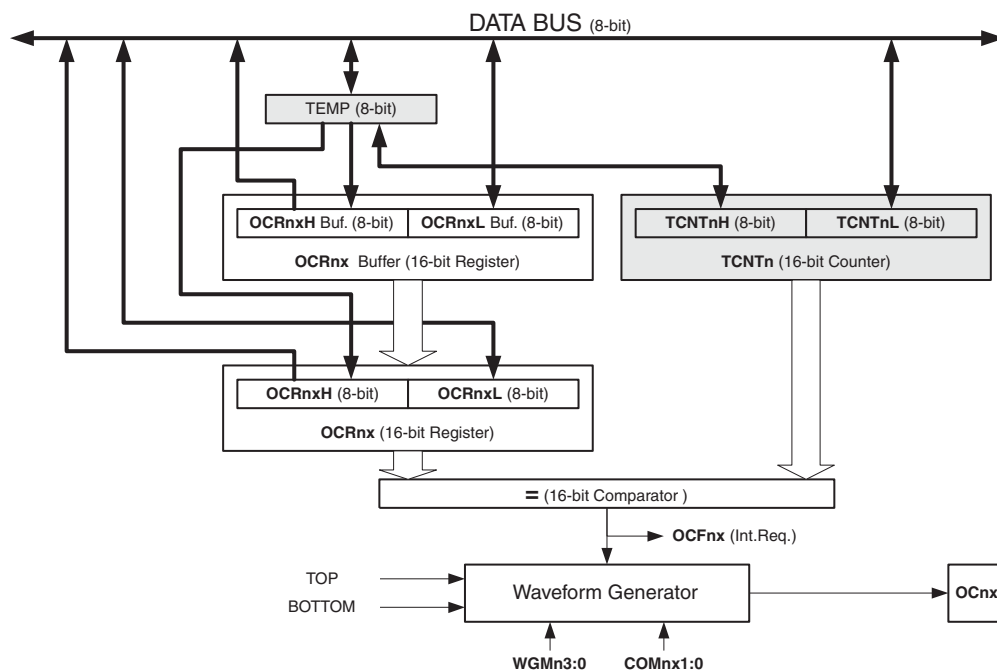 DATA BUS (8-bit)
TEMP (8-bit)
OCRnxH Buf. (8-bit)
OCRnxL Buf. (8-bit)
OCRnx Buffer (16-bit Register)
TCNTnH (8-bit)
TCNTnL (8-bit)
TCNTn (16-bit Counter)
OCRnxH (8-bit)
OCRnxL (8-bit)
OCRnx (16-bit Register)
= (16-bit Comparator )
OCFnx (Int.Req.)
TOP
BOTTOM
Waveform Generator
OCnx
WGMn3:0
COMnx1:0